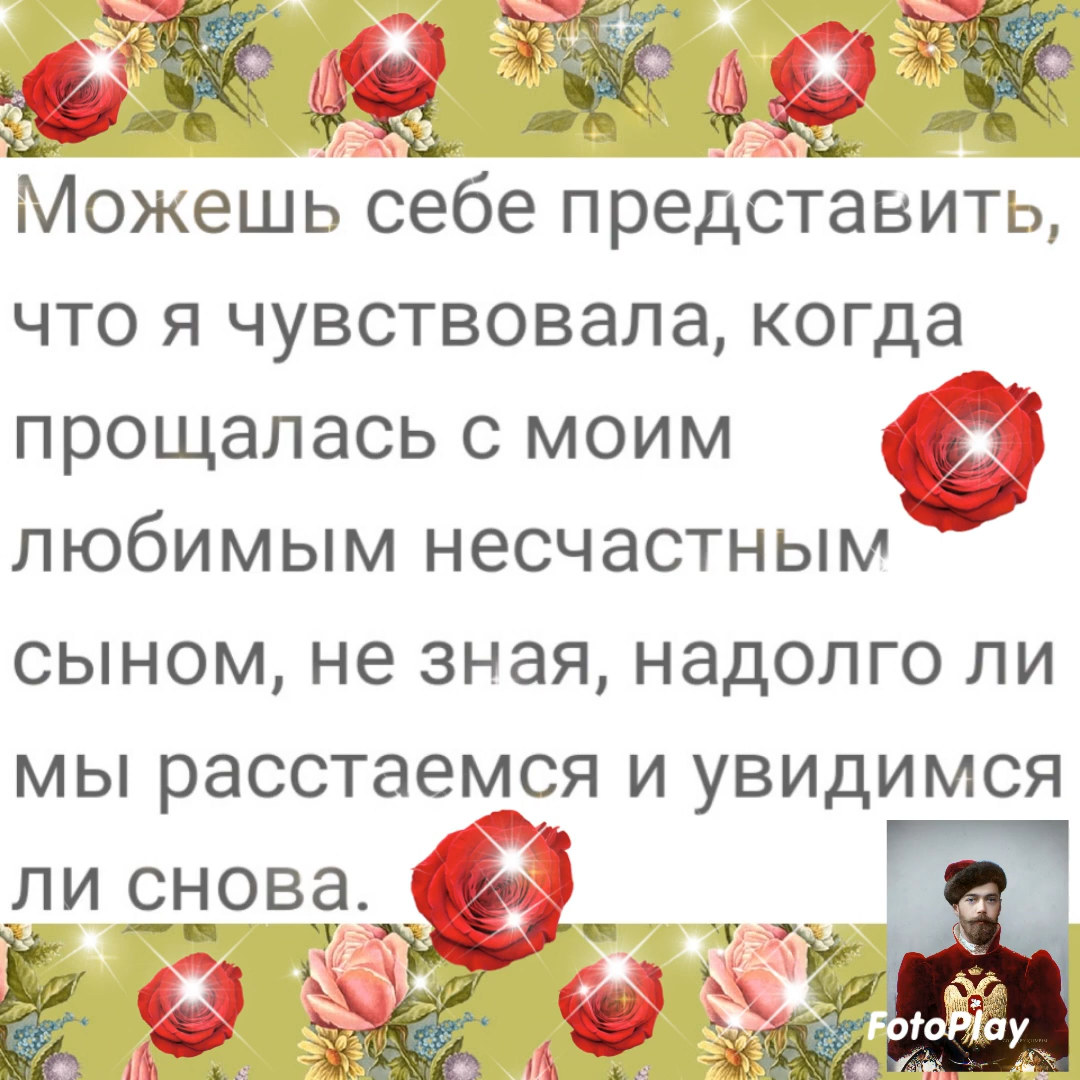 Можешь себе представить,
что я чувствовала, когда
прощалась с моим
любимым несчастным
сыном, не зная, надолго ли
мы расстаемся и увидимся
ли снова.
FotoPlay